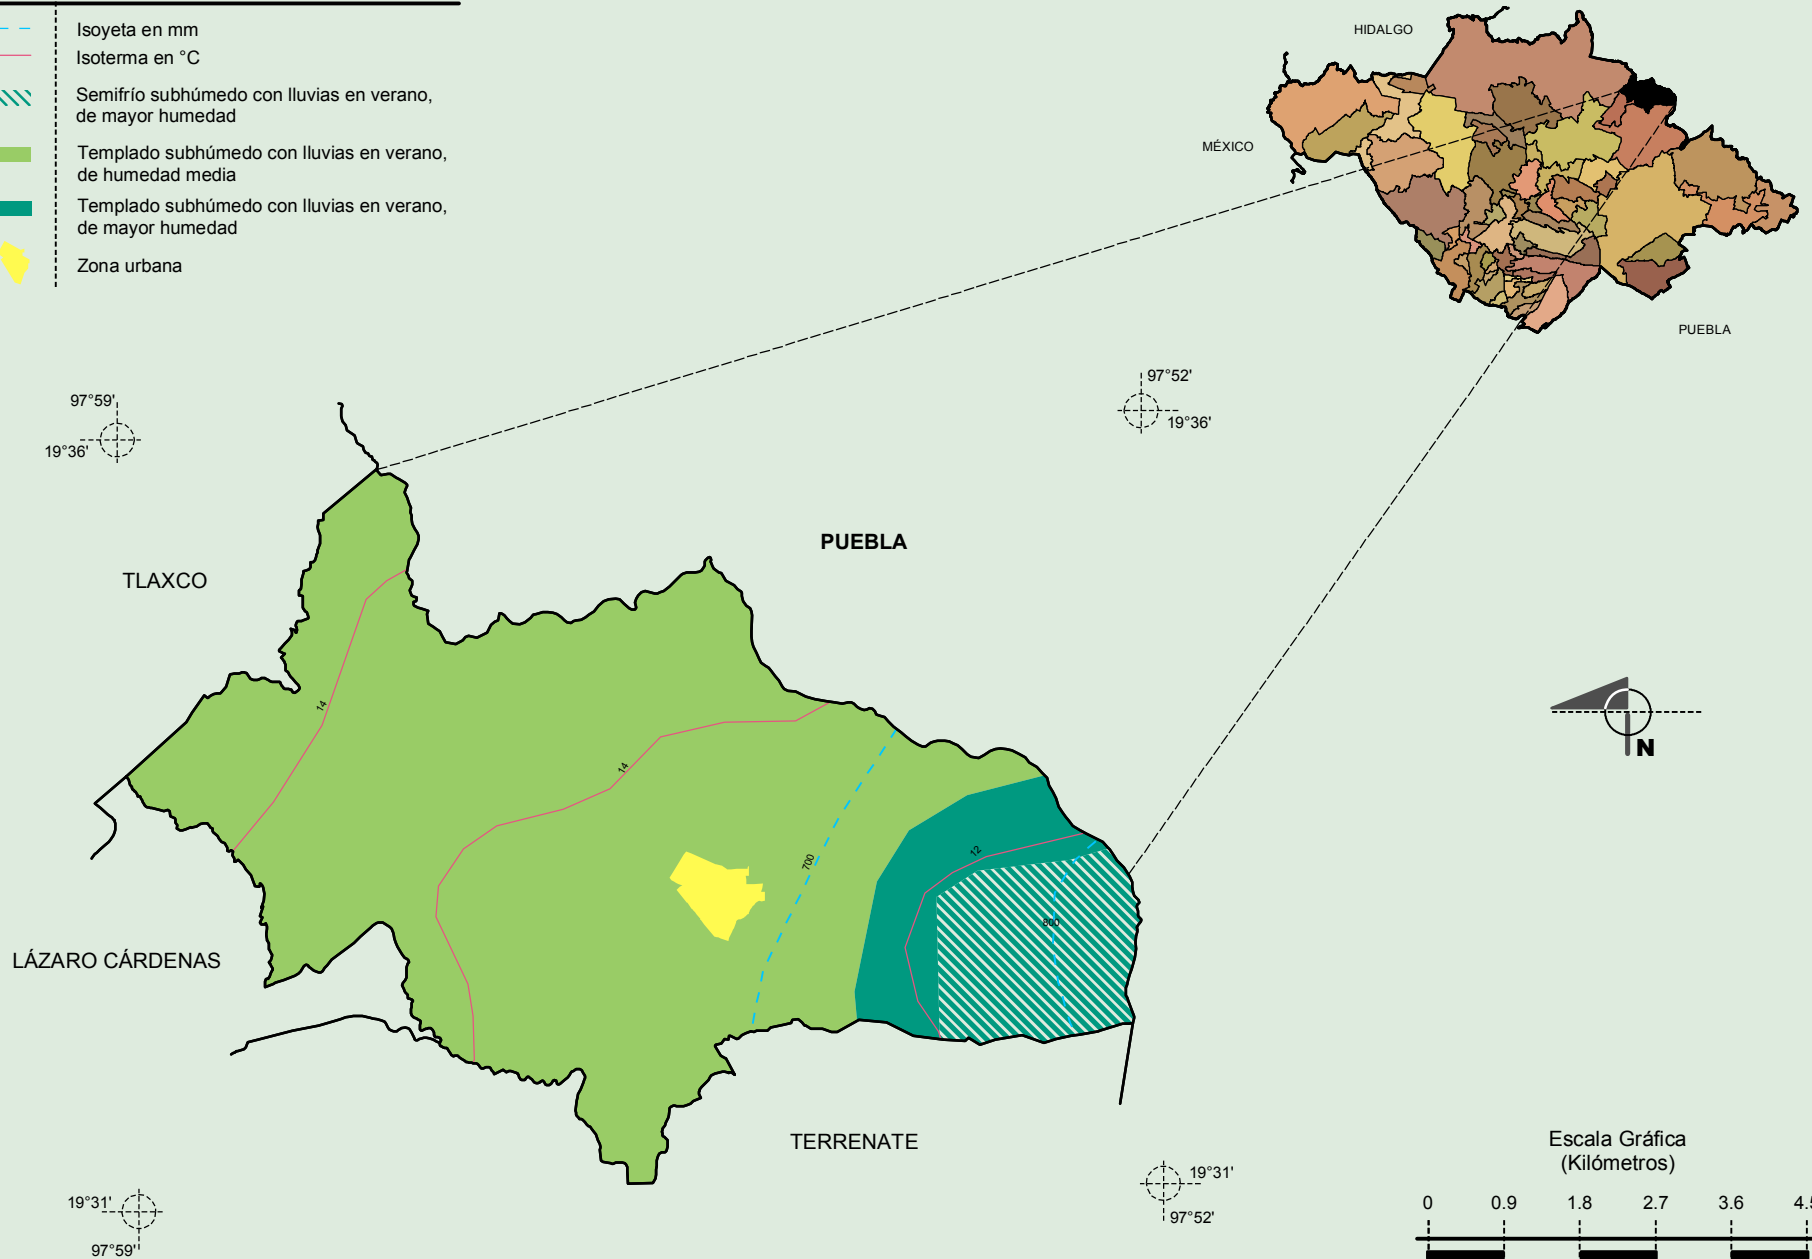 Isoyeta en mm
Isoterma en °C
Semifrío subhúmedo con lluvias en verano,
de mayor humedad
Templado subhúmedo con lluvias en verano,
de humedad media
Templado subhúmedo con lluvias en verano,
de mayor humedad
Zona urbana
HIDALGO
MÉXICO
PUEBLA
97°59'
19°36'
97°52'
19°36'
PUEBLA
TLAXCO
14
14
700
12
800
N
LÁZARO CÁRDENAS
TERRENATE
19°31'
97°59'
19°31'
97°52'
Escala Gráfica
(Kilómetros)
0 0.9 1.8 2.7 3.6 4.5